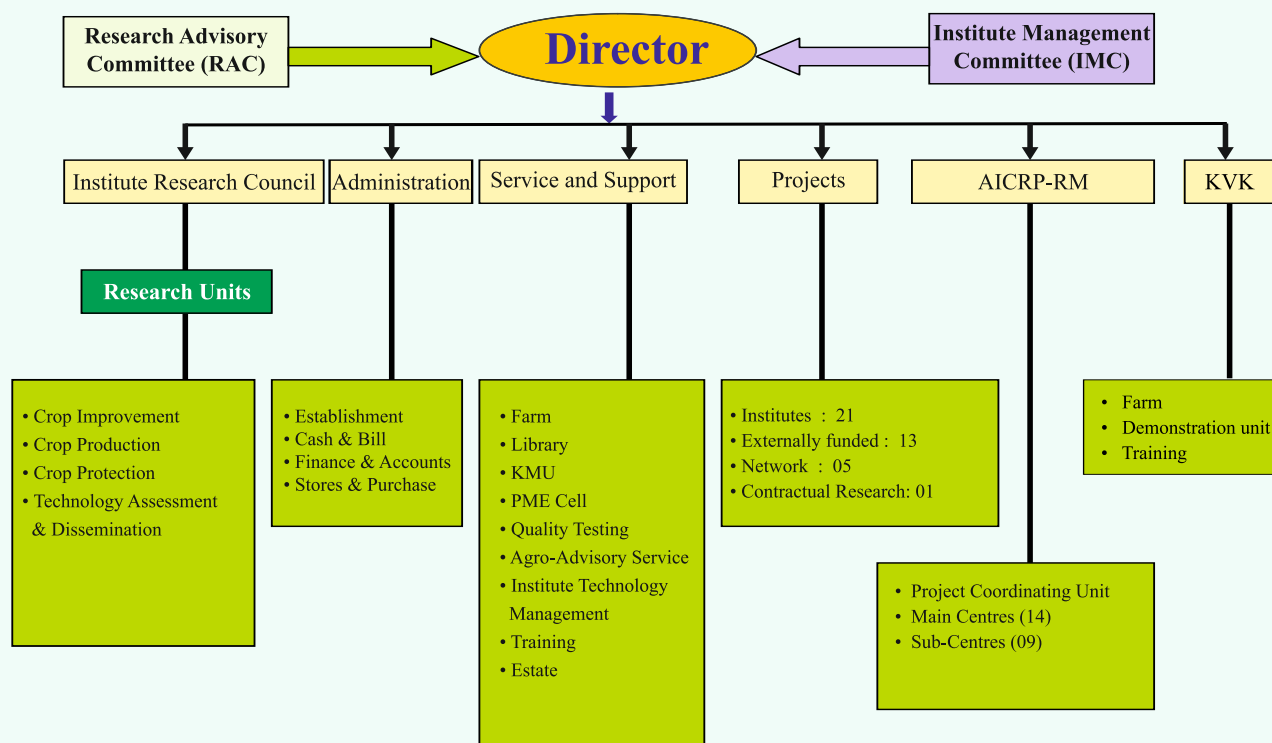 Research Advisory
Committee (RAC)
Director
Institute Management
Committee (IMC)
Institute Research Council
Administration
Service and Support
Projects
AICRP-RM
KVK
Research Units
• Crop Improvement
• Crop Production
• Crop Protection
• Technology Assessment
& Dissemination
• Establishment
• Cash & Bill
• Finance & Accounts
• Stores & Purchase
• Farm
• Library
• KMU
• PME Cell
• Quality Testing
• Agro-Advisory Service
• Institute Technology
Management
• Training
• Estate
• Institutes : 21
• Externally funded : 13
• Network : 05
• Contractual Research: 01
• Project Coordinating Unit
• Main Centres (14)
• Sub-Centres (09)
• Farm
• Demonstration unit
• Training